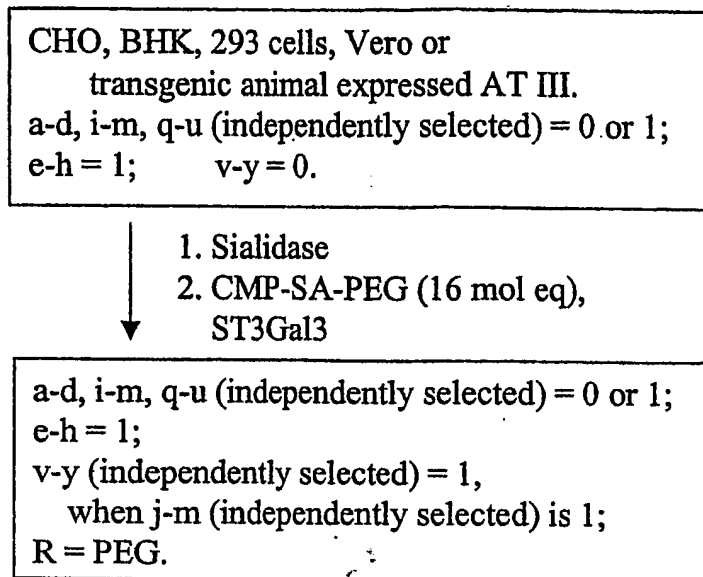 CHO, BHK, 293 cells, Vero or
transgenic animal expressed AT III.
a-d, i-m, q-u (independently selected) = 0 or 1;
e-h = 1; v-y = 0.
1. Sialidase
2. CMP-SA-PEG (16 mol eq),
ST3Gal3
a-d, i-m, q-u (independently selected) = 0 or 1;
e-h = 1;
v-y (independently selected) = 1,
when j-m (independently selected) is 1;
R = PEG.